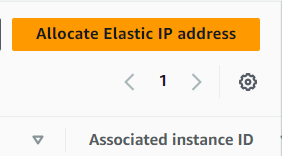 Allocate Elastic IP address
1
Associated instance ID